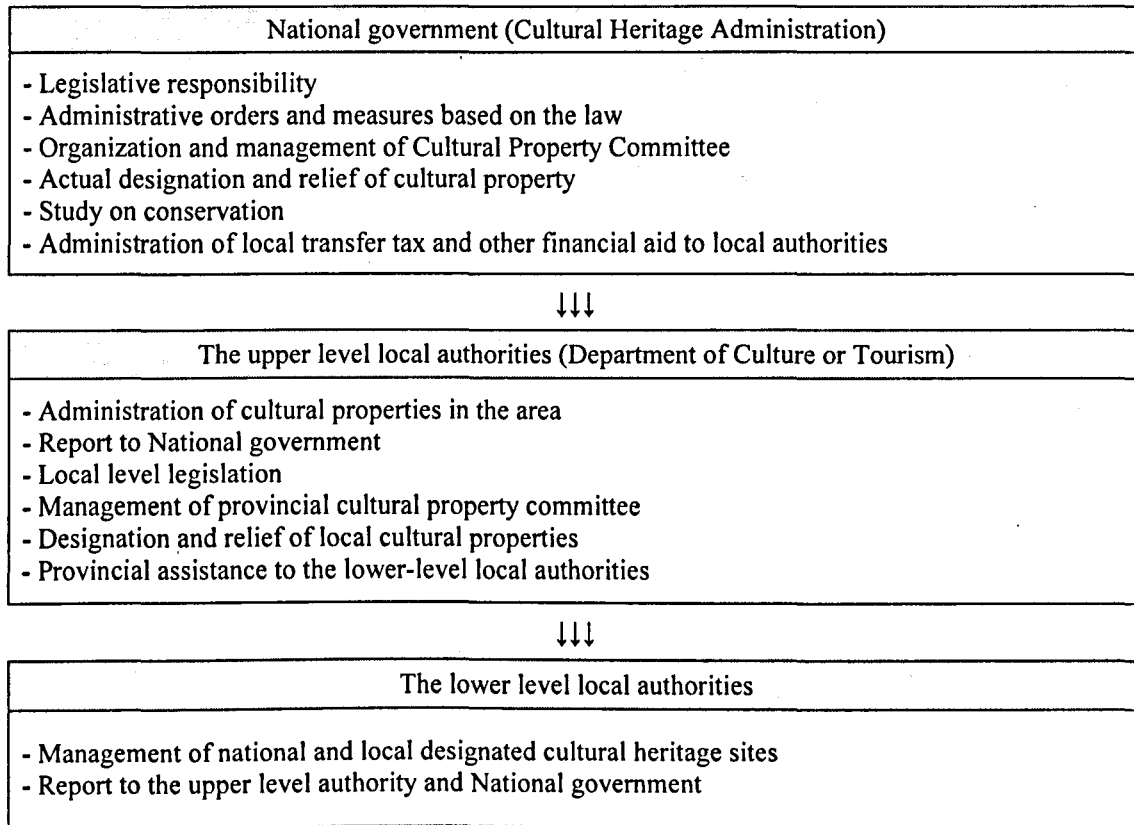 National government (Cultural Heritage Administration)
- Legislative responsibility
- Administrative orders and measures based on the law
- Organization and management of Cultural Property Committee
- Actual designation and relief of cultural property
- Study on conservation
- Administration of local transfer tax and other financial aid to local authorities
↓↓↓
The upper level local authorities (Department of Culture or Tourism)
- Administration of cultural properties in the area
- Report to National government
- Local level legislation
- Management of provincial cultural property committee
- Designation and relief of local cultural properties
- Provincial assistance to the lower-level local authorities
↓↓↓
The lower level local authorities
- Management of national and local designated cultural heritage sites
- Report to the upper level authority and National government